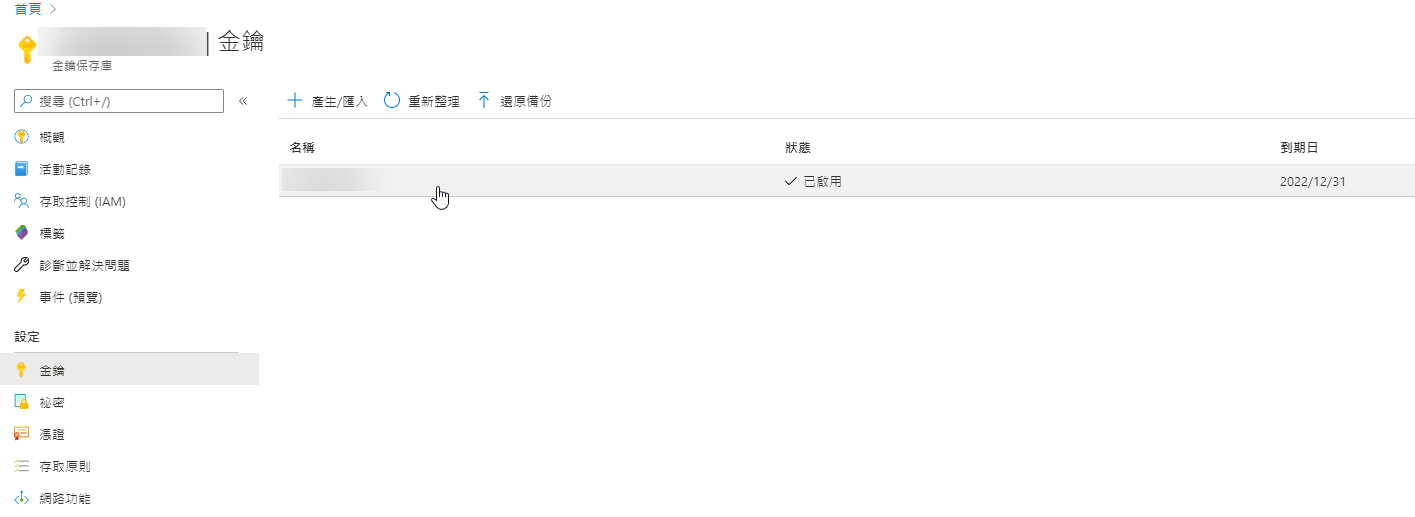 首頁 >
| 金鑰
金鑰保存庫
搜尋 (Ctrl+/)
«
概觀
活動記錄
存取控制 (IAM)
標籤
診斷並解決問題
事件 (預覽)
設定
金鑰
祕密
憑證
存取原則
網路功能
產生/匯入 重新整理 還原備份
名稱 狀態 到期日
已啟用 2022/12/31